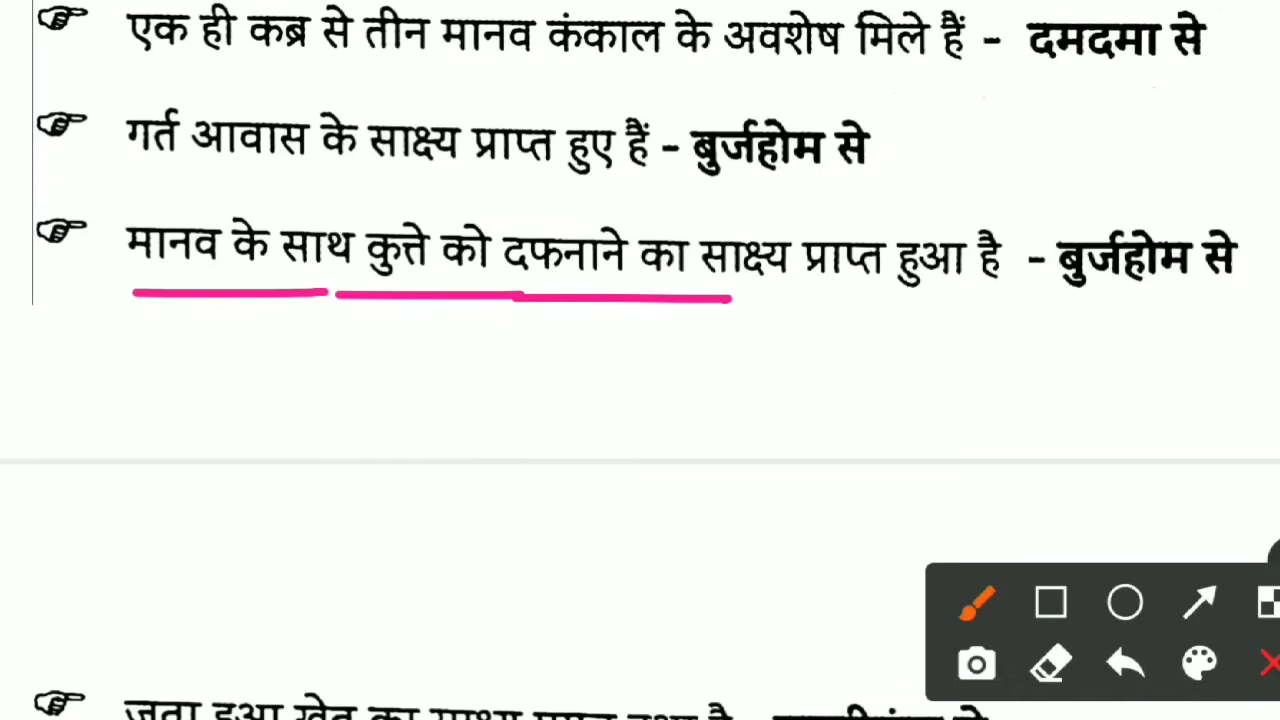 एक ही कब्र से तीन मानव कंकाल के अवशेष मिले हैं - दमदमा से
गर्त आवास के साक्ष्य प्राप्त हुए हैं - बुर्जहोम से
मानव के साथ कुत्ते को दफनाने का साक्ष्य प्राप्त हुआ है - बुर्जहोम से
जुता हुआ खेत का साक्ष्य प्राप्त हुआ है - से